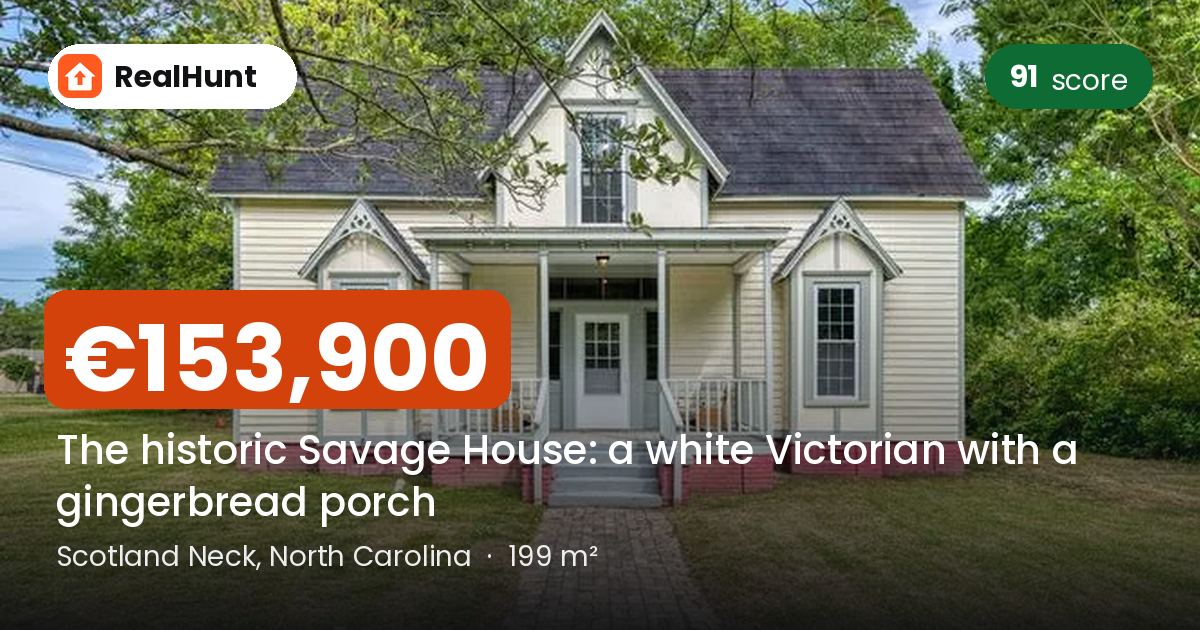 RealHunt
91 score
€153,900
The historic Savage House: a white Victorian with a
gingerbread porch
Scotland Neck, North Carolina · 199 m²